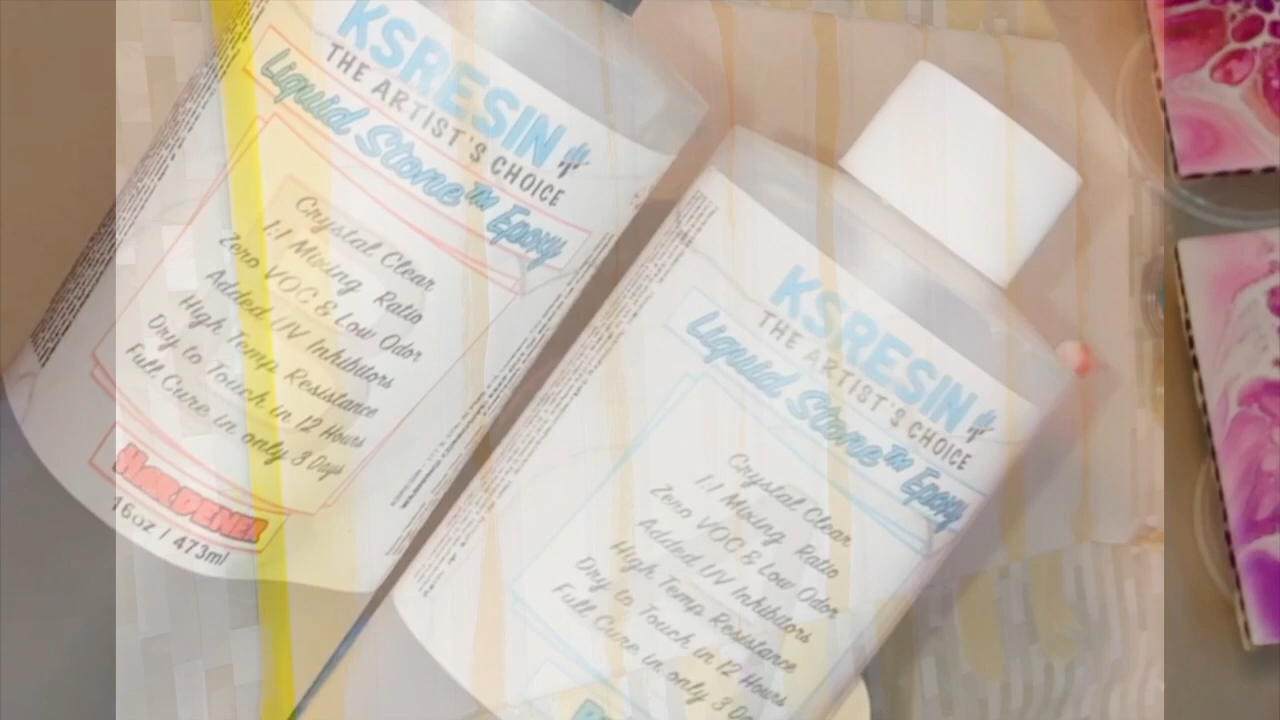 KSRESIN
THE ARTIST'S CHOICE
Liquid Stone™ Epoxy
Crystal Clear
1:1 Mixing Ratio
Zero VOC & Low Odor
Added UV Inhibitors
High Temp Resistance
Dry to Touch in 12 Hours
Full Cure in only 3 Days
HARDENER
16oz / 473ml
KSRESIN
THE ARTIST'S CHOICE
Liquid Stone™ Epoxy
Crystal Clear
1:1 Mixing Ratio
Zero VOC & Low Odor
Added UV Inhibitors
High Temp Resistance
Dry to Touch in 12 Hours
Full Cure in only 3